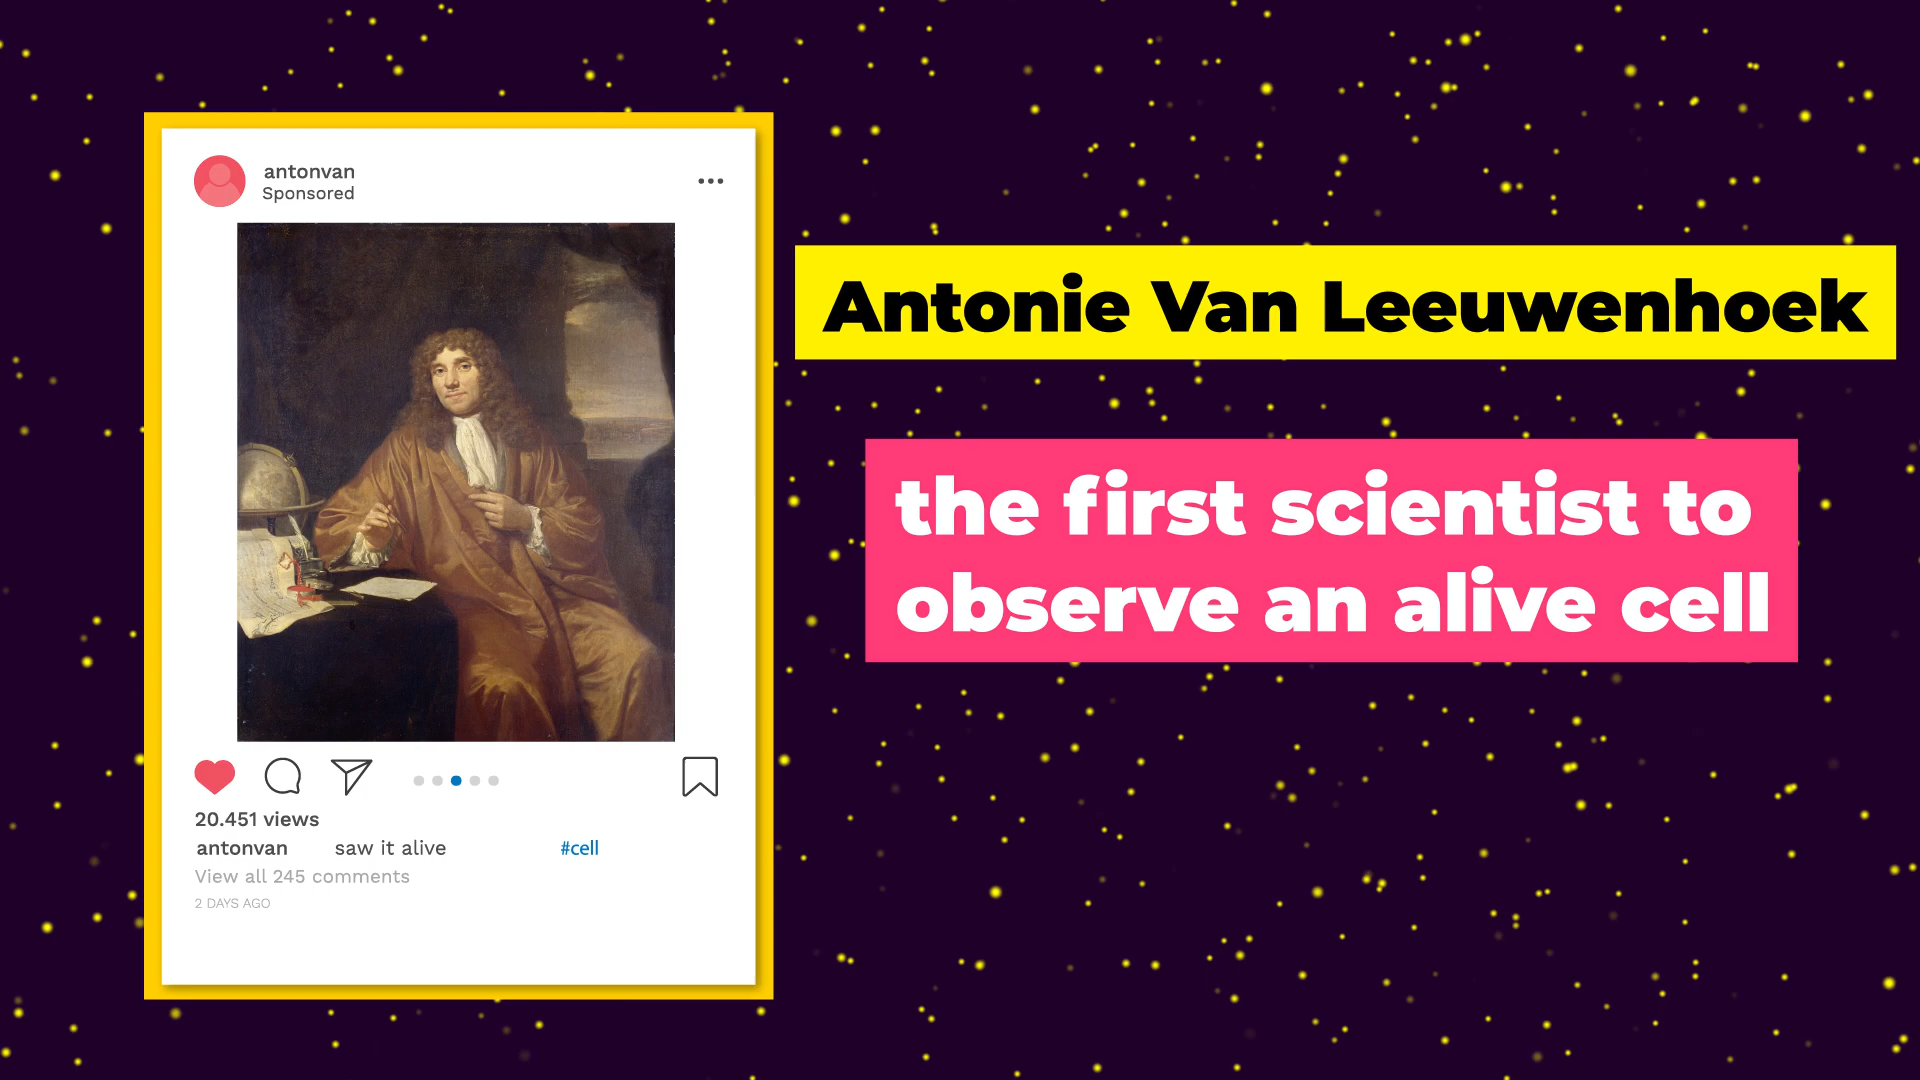 antonvan
Sponsored
Antonie Van Leeuwenhoek
the first scientist to
observe an alive cell
20.451 views
antonvan saw it alive #cell
View all 245 comments
2 DAYS AGO